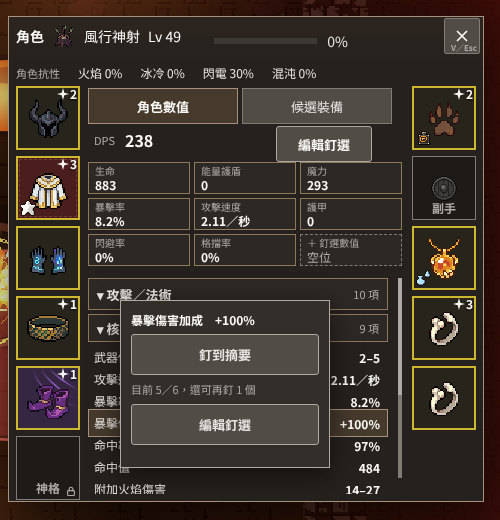 角色 風行神射 Lv 49 0%
V／Esc
角色抗性 火焰 0% 冰冷 0% 閃電 30% 混沌 0%
+2
角色數值 候選裝備
+2
DPS 238 編輯釘選
生命 能量護盾 魔力
883 0 293
+3
副手
暴擊率 攻擊速度 護甲
8.2% 2.11／秒 0
閃避率 格擋率 ＋ 釘選數值
0% 0% 空位
▼攻擊／法術 10 項
+1
+3
暴擊傷害加成 +100%
▼核 9 項
釘到摘要
武器 2–5
攻擊 2.11／秒
目前 5／6，還可再釘 1 個
+1
暴擊 8.2%
編輯釘選
暴擊 +100%
命中 97%
命中值 484
神格
附加火焰傷害 14–27